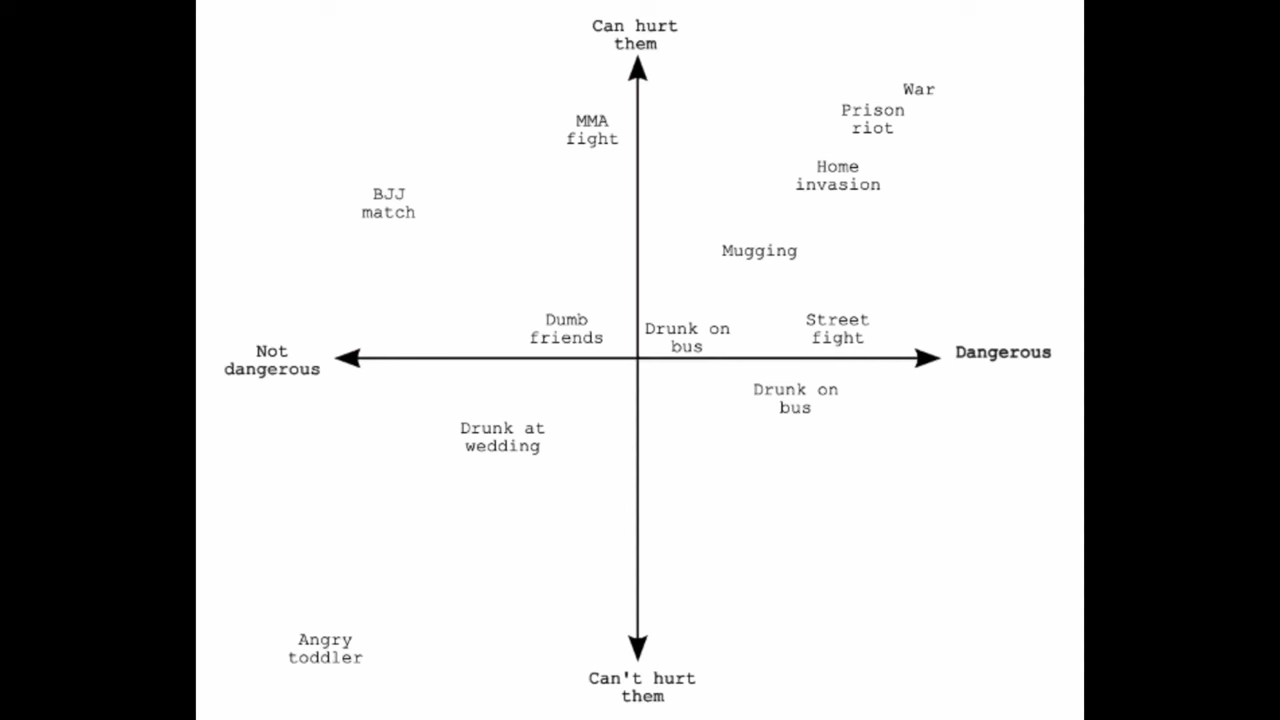 Can hurt
them
War
Prison
riot
MMA
fight
Home
invasion
BJJ
match
Mugging
Dumb
friends
Drunk on
bus
Street
fight
Not
dangerous
Dangerous
Drunk on
bus
Drunk at
wedding
Angry
toddler
Can't hurt
them